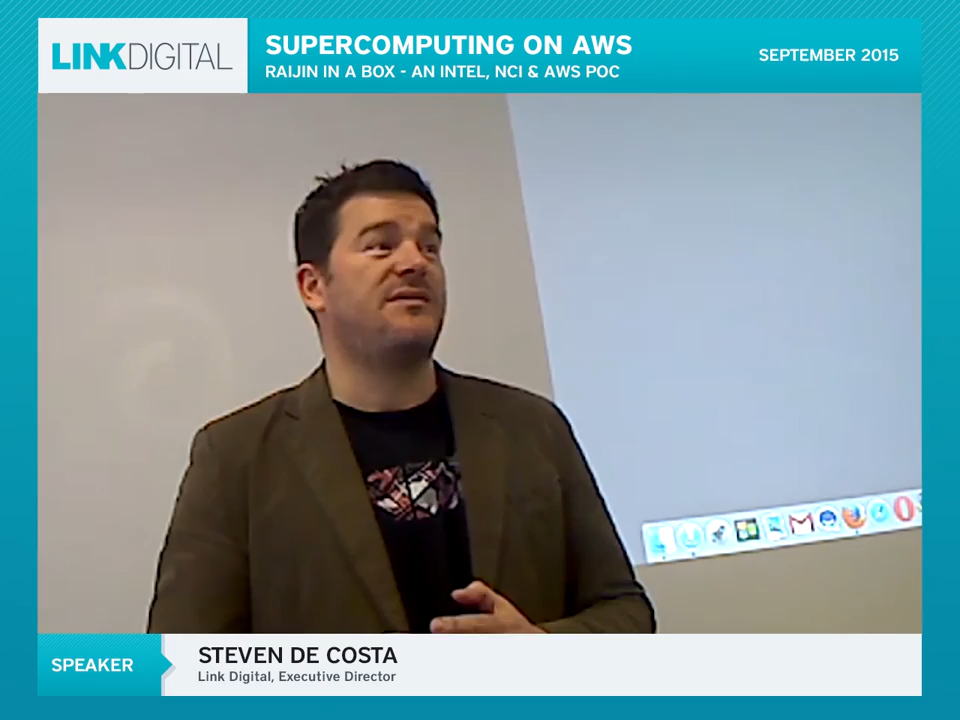 LINKDIGITAL
SUPERCOMPUTING ON AWS
RAIJIN IN A BOX - AN INTEL, NCI & AWS POC
SEPTEMBER 2015
SPEAKER
STEVEN DE COSTA
Link Digital, Executive Director